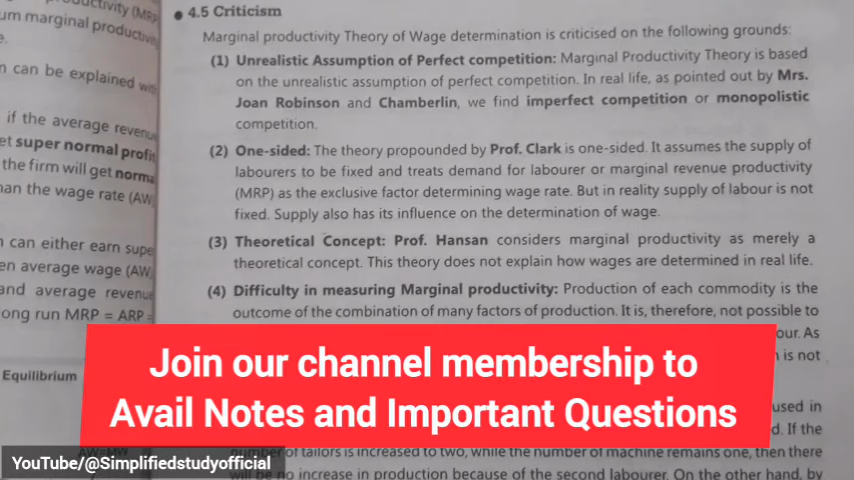 uctivity (MRP
um marginal productivity
e.
n can be explained with
if the average revenue
et super normal profit
the firm will get norma
han the wage rate (AW
n can either earn supe
en average wage (AW
and average revenue
ong run MRP = ARP =
Equilibrium
AW=MW
• 4.5 Criticism
Marginal productivity Theory of Wage determination is criticised on the following grounds:
(1) Unrealistic Assumption of Perfect competition: Marginal Productivity Theory is based
on the unrealistic assumption of perfect competition. In real life, as pointed out by Mrs.
Joan Robinson and Chamberlin, we find imperfect competition or monopolistic
competition.
(2) One-sided: The theory propounded by Prof. Clark is one-sided. It assumes the supply of
labourers to be fixed and treats demand for labourer or marginal revenue productivity
(MRP) as the exclusive factor determining wage rate. But in reality supply of labour is not
fixed. Supply also has its influence on the determination of wage.
(3) Theoretical Concept: Prof. Hansan considers marginal productivity as merely a
theoretical concept. This theory does not explain how wages are determined in real life.
(4) Difficulty in measuring Marginal productivity: Production of each commodity is the
outcome of the combination of many factors of production. It is, therefore, not possible to
our. As
is not
used in
d. If the
number of tailors is increased to two, while the number of machine remains one, then there
will be no increase in production because of the second labourer. On the other hand, by
Join our channel membership to
Avail Notes and Important Questions
YouTube/@Simplifiedstudyofficial